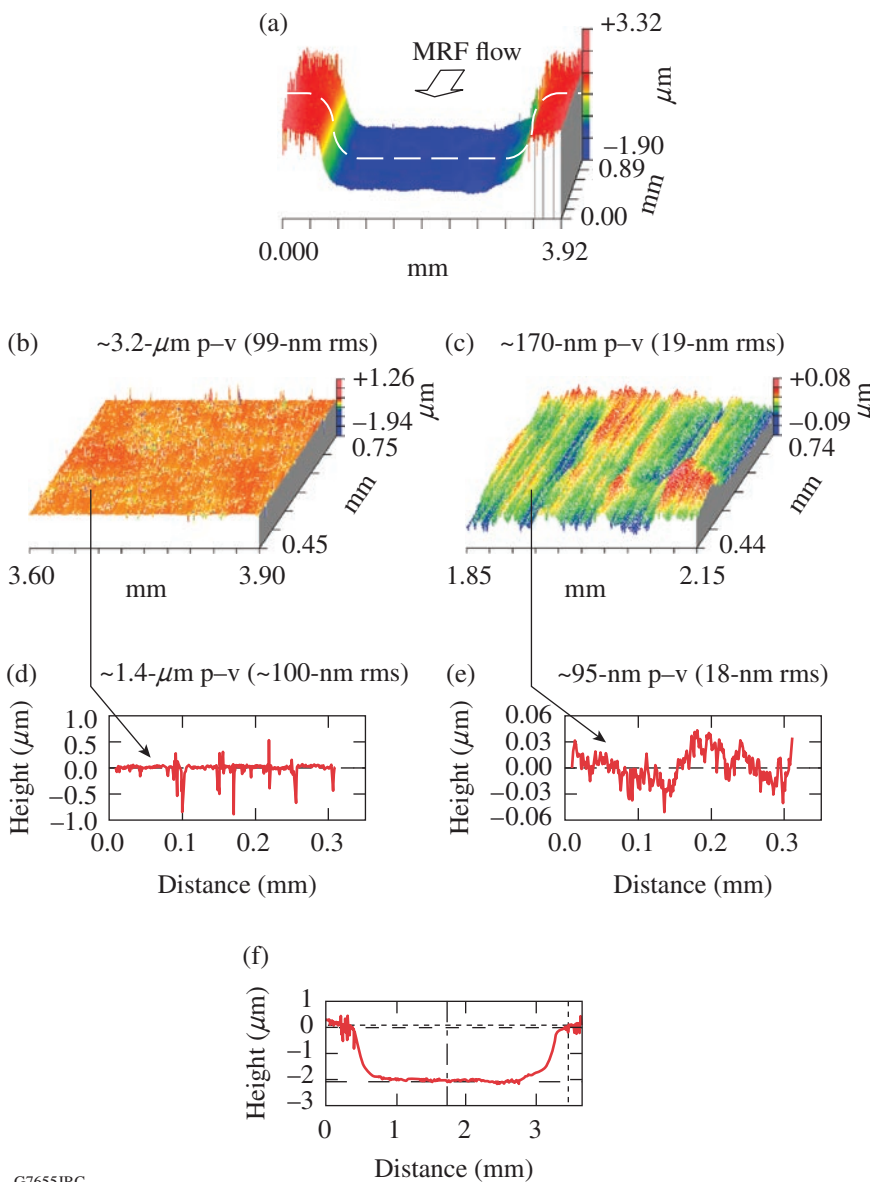 (a)
MRF flow
+3.32
μm
−1.90
0.89
mm
0.00
0.000
mm
3.92
(b) ~3.2-μm p–v (99-nm rms)
+1.26
μm
−1.94
0.75
mm
0.45
3.60
mm
3.90
(c) ~170-nm p–v (19-nm rms)
+0.08
μm
−0.09
0.74
mm
0.44
1.85
mm
2.15
(d) ~1.4-μm p–v (~100-nm rms)
Height (μm)
1.0
0.5
0.0
−0.5
−1.0
0.0 0.1 0.2 0.3
Distance (mm)
(e) ~95-nm p–v (18-nm rms)
Height (μm)
0.06
0.03
0.00
−0.03
−0.06
0.0 0.1 0.2 0.3
Distance (mm)
(f)
Height (μm)
1
0
−1
−2
−3
0 1 2 3
Distance (mm)